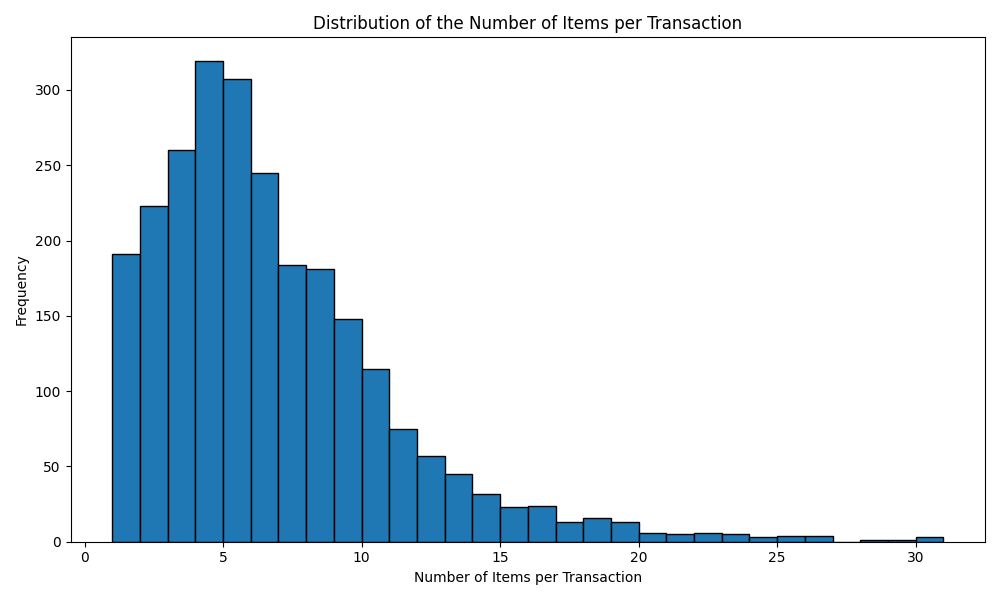 Distribution of the Number of Items per Transaction
Frequency
300
250
200
150
100
50
0
0 5 10 15 20 25 30
Number of Items per Transaction